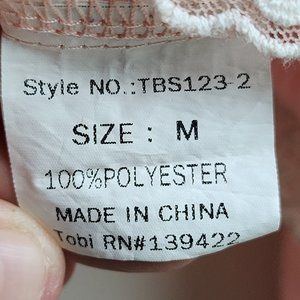 Style NO.:TBS123-2
SIZE : M
100%POLYESTER
MADE IN CHINA
Tobi RN#139422